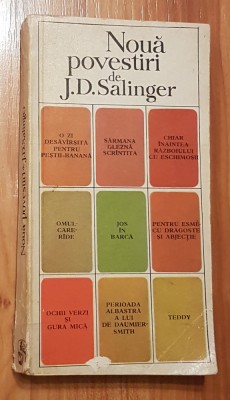 Nouă
povestiri
de
J.D.Salinger
O ZI
DESĂVÎRȘITĂ
PENTRU
PEȘTII-BANANĂ
SĂRMANA
GLEZNĂ
SCRÎNTITĂ
CHIAR
ÎNAINTEA
RĂZBOIULUI
CU ESCHIMOȘII
OMUL-
CARE-
RÎDE
JOS
ÎN
BARCĂ
PENTRU ESMÉ,
CU DRAGOSTE
ȘI ABJECȚIE
OCHII VERZI
ȘI
GURA MICĂ
PERIOADA
ALBASTRĂ
A LUI
DE DAUMIER-
SMITH
TEDDY
Nouă povestiri • J.D.Salinger